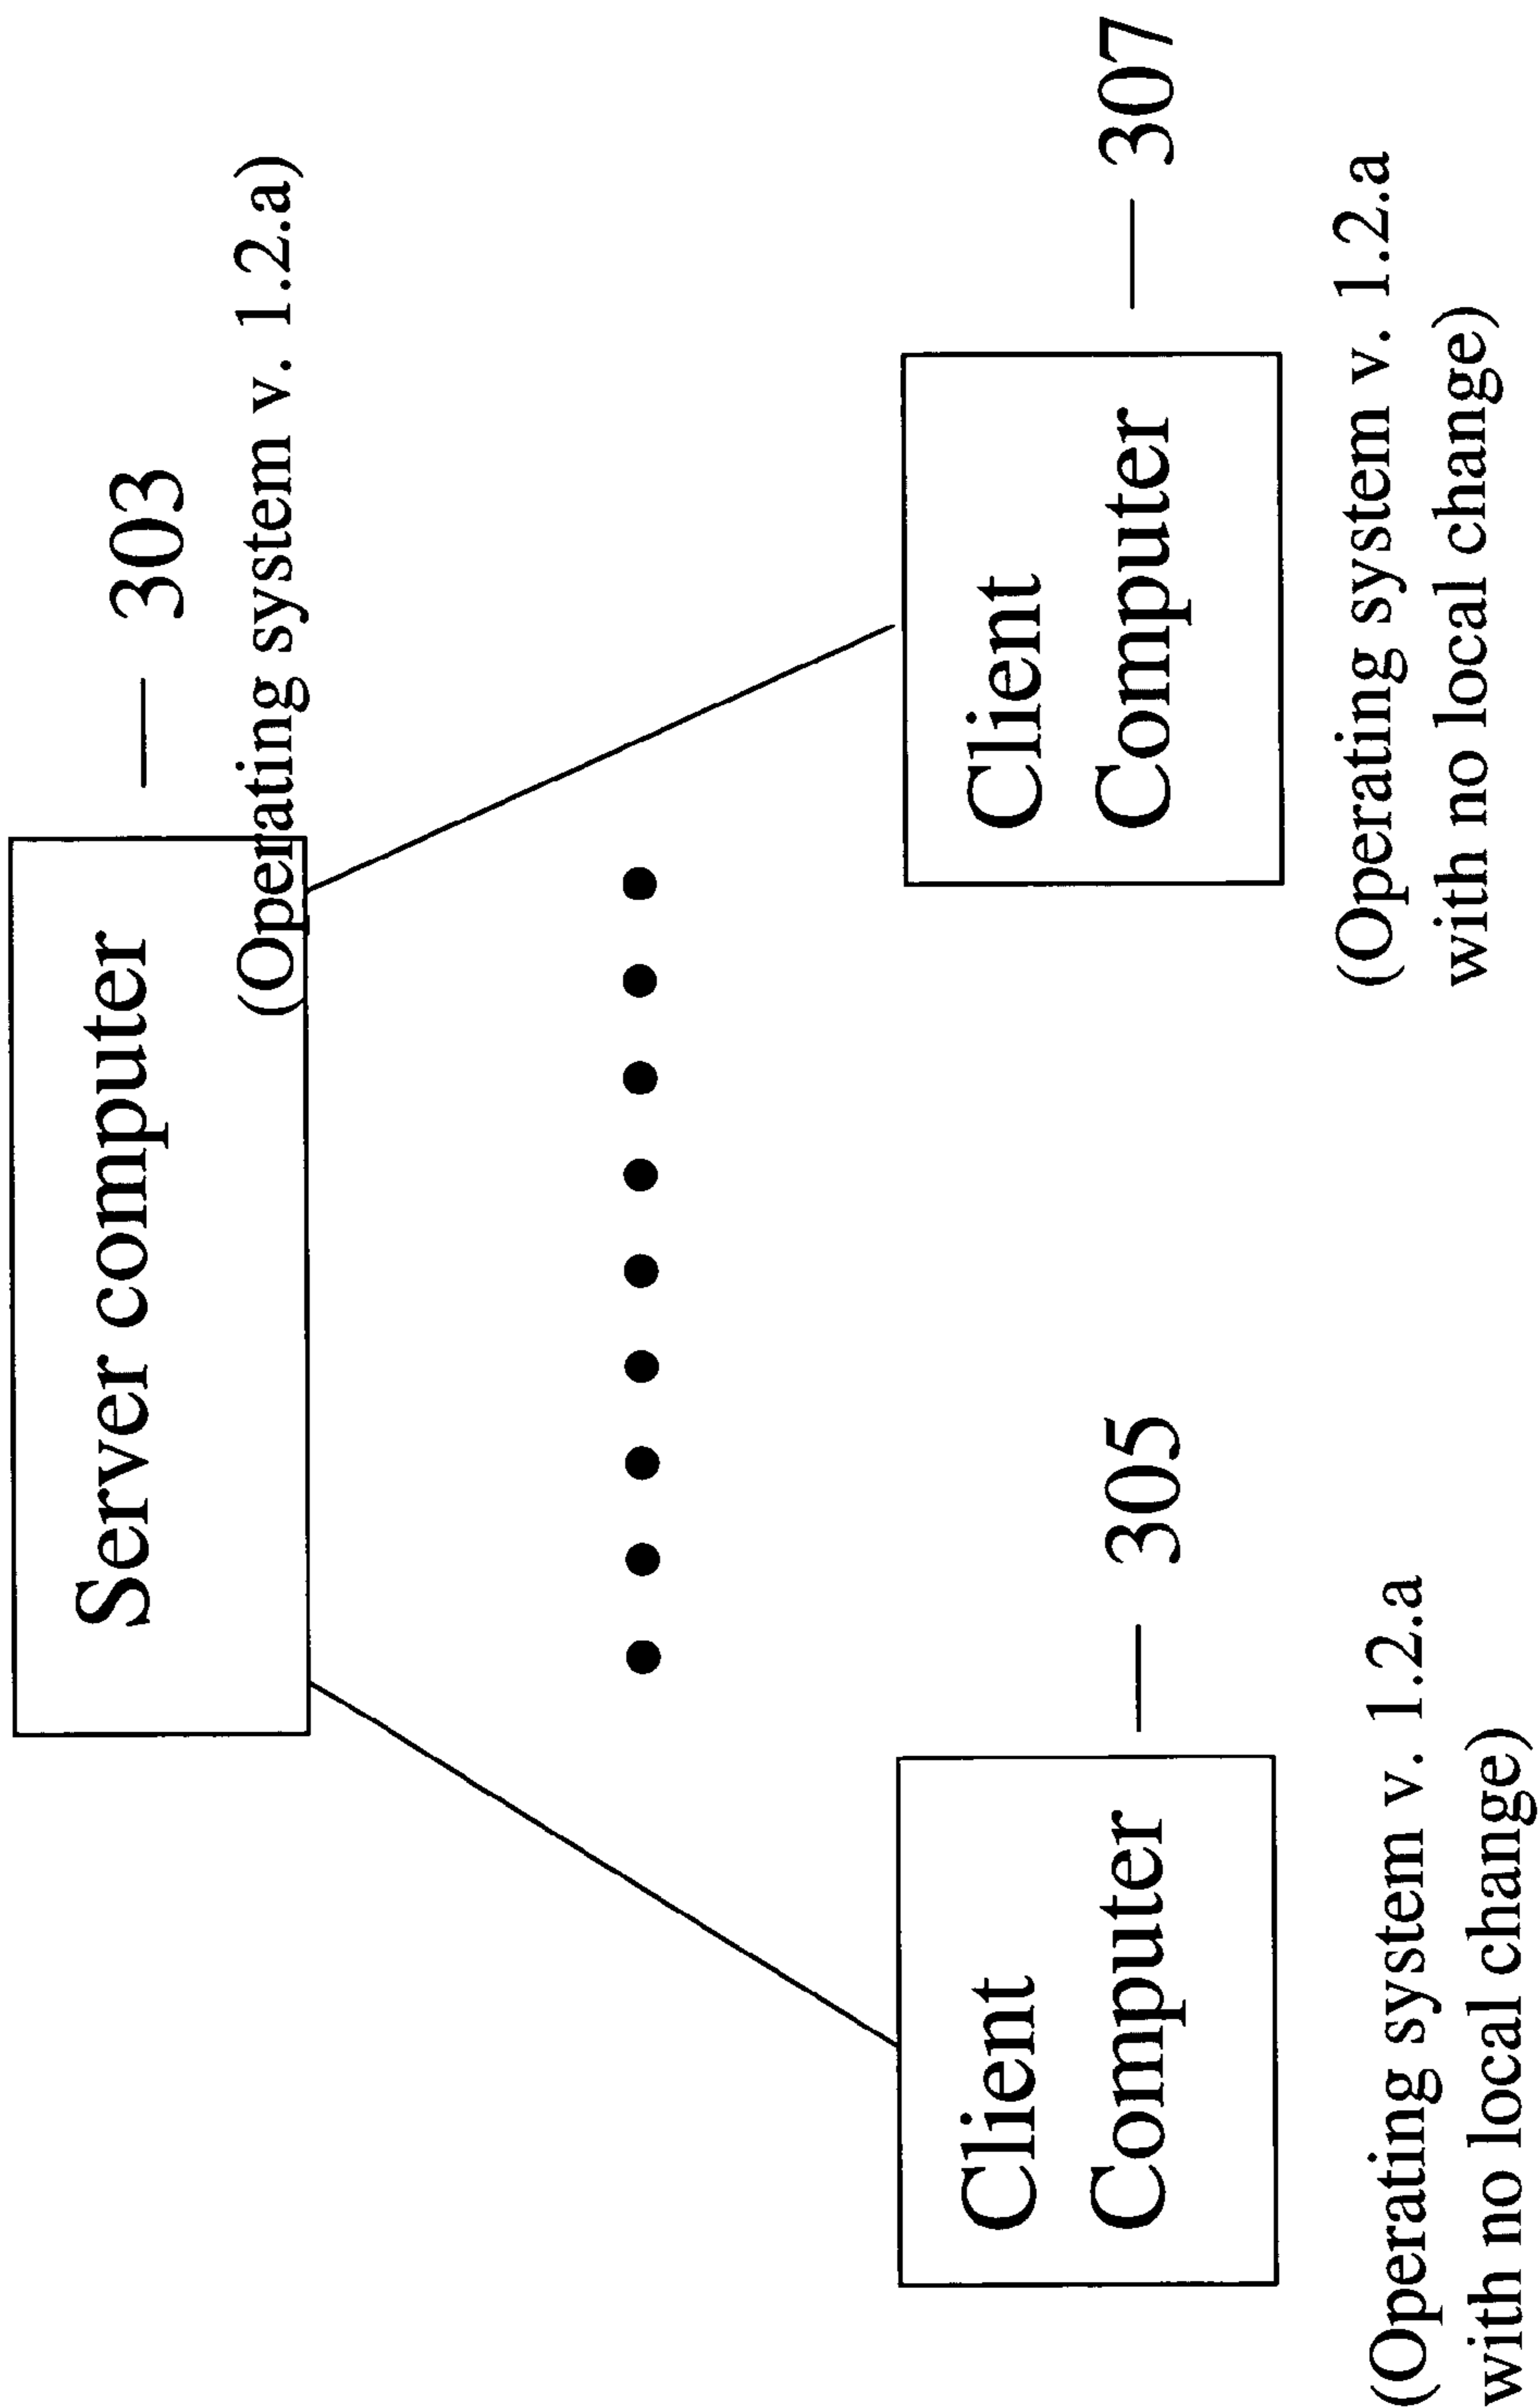 Server computer
303
(Operating system v. 1.2.a)
Client
Computer
305
(Operating system v. 1.2.a
with no local change)
Client
Computer
307
(Operating system v. 1.2.a
with no local change)